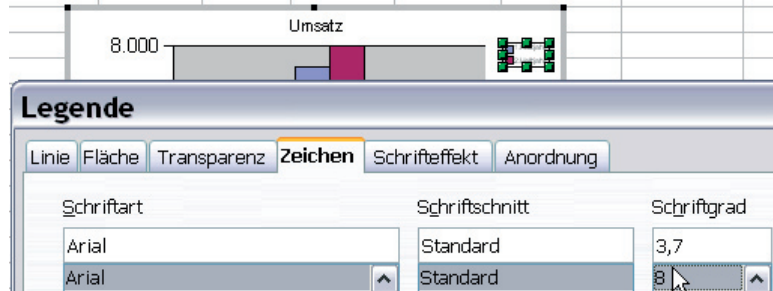 Umsatz
8.000
Legende
Linie Fläche Transparenz Zeichen Schrifteffekt Anordnung
Schriftart Schriftschnitt Schriftgrad
Arial Standard 3,7
Arial Standard 8